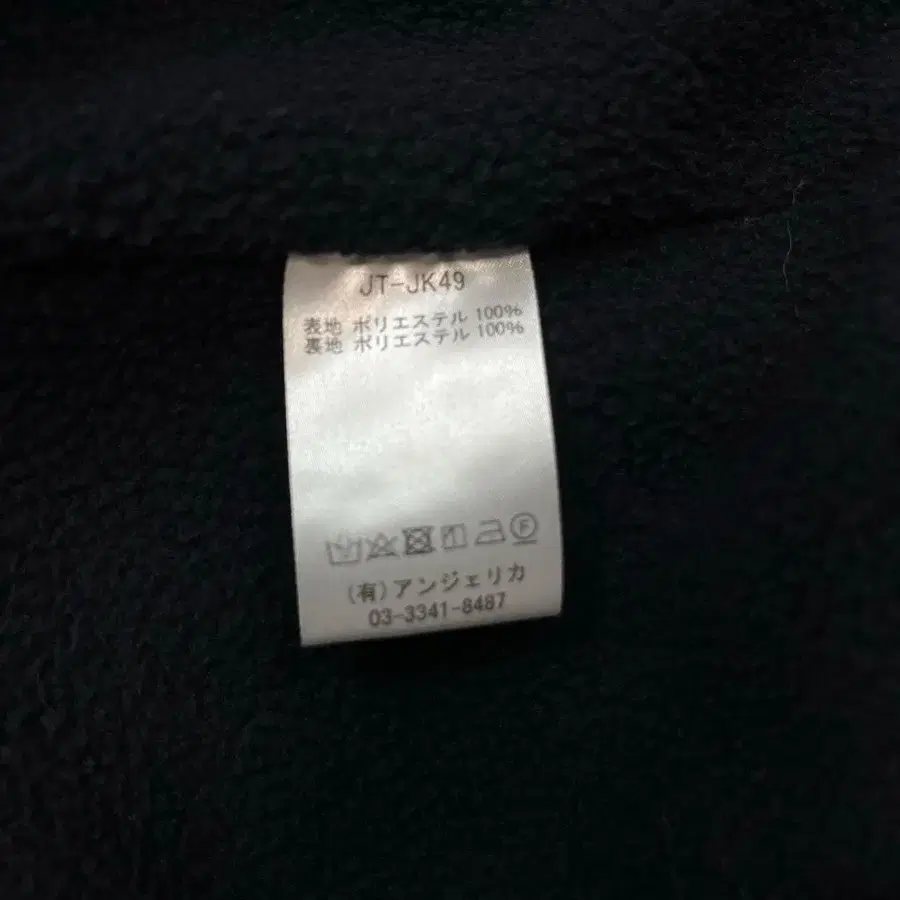 JT-JK49
表地 ポリエステル 100%
裏地 ポリエステル 100%
F
(有)アンジェリカ
03-3341-8487